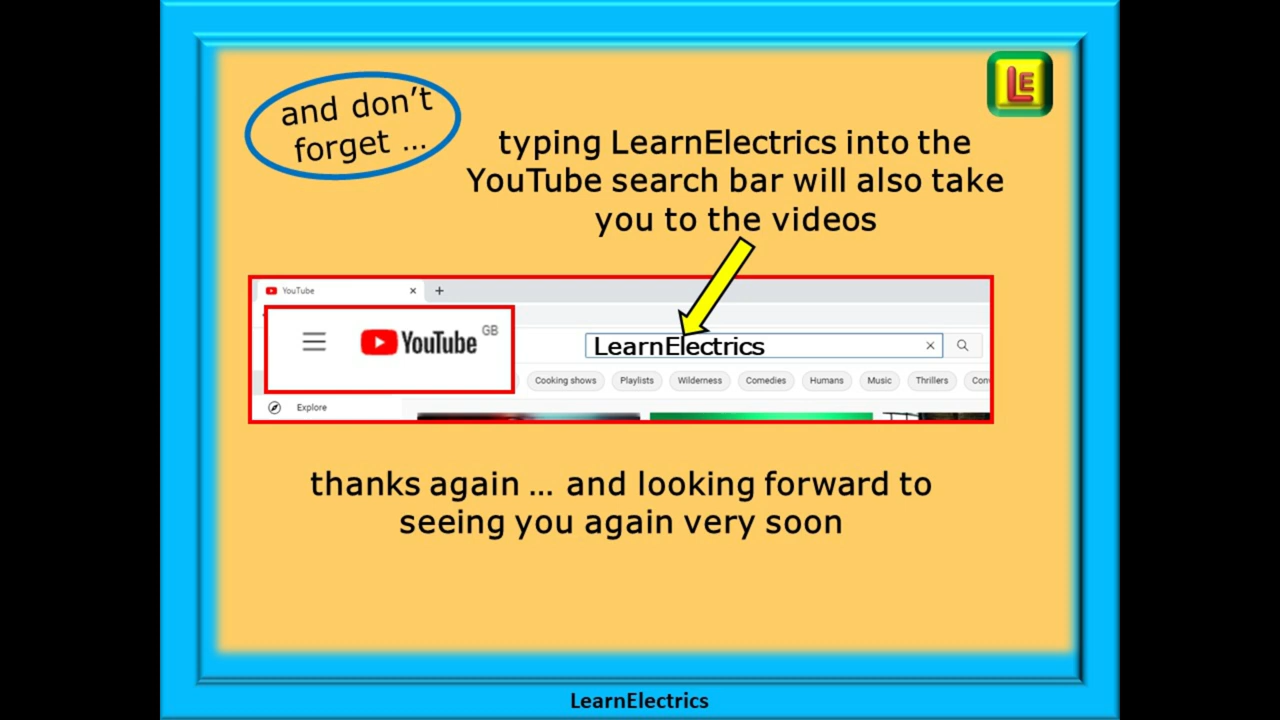 and don't
forget ...
LE
typing LearnElectrics into the
YouTube search bar will also take
you to the videos
YouTube × +
YouTube GB
LearnElectrics ×
Cooking shows Playlists Wilderness Comedies Humans Music Thrillers
Explore
thanks again ... and looking forward to
seeing you again very soon
LearnElectrics